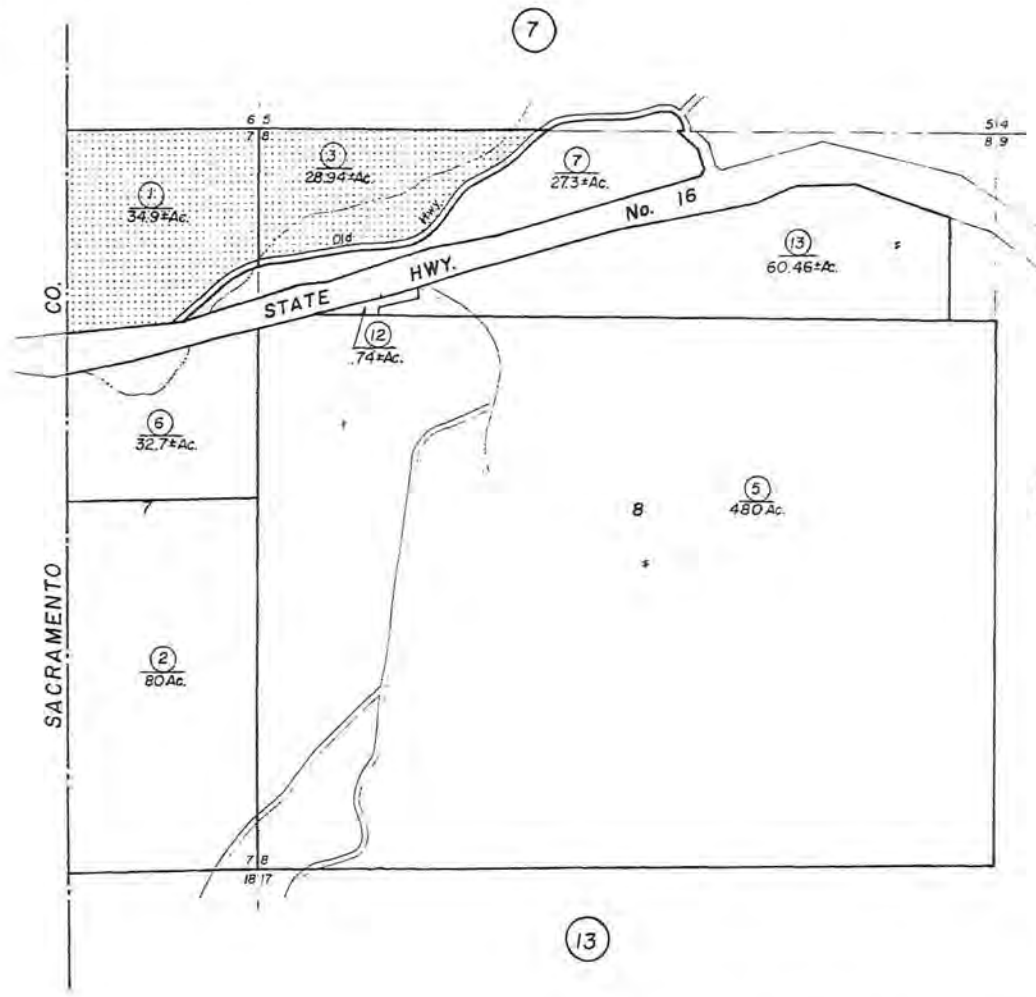 7
6 5
7 8
5 4
8 9
3
28.94±Ac.
7
27.3±Ac.
1
34.9±Ac.
Old Hwy.
No. 16
13
60.46±Ac.
STATE HWY.
CO.
12
.74±Ac.
6
32.7±Ac.
5
480 Ac.
7
8
SACRAMENTO
2
80 Ac.
7 8
18 17
13